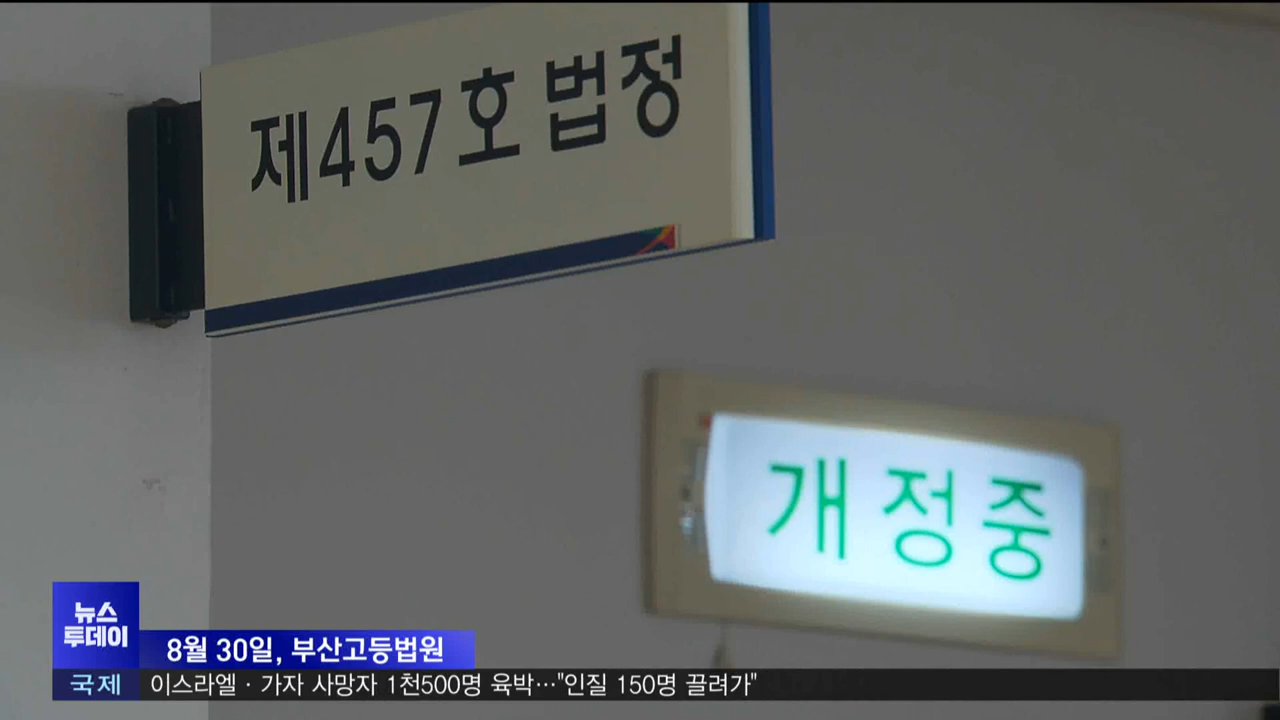 제457호 법정
개정중
뉴스
투데이
8월 30일, 부산고등법원
국제 이스라엘·가자 사망자 1천500명 육박…"인질 150명 끌려가"